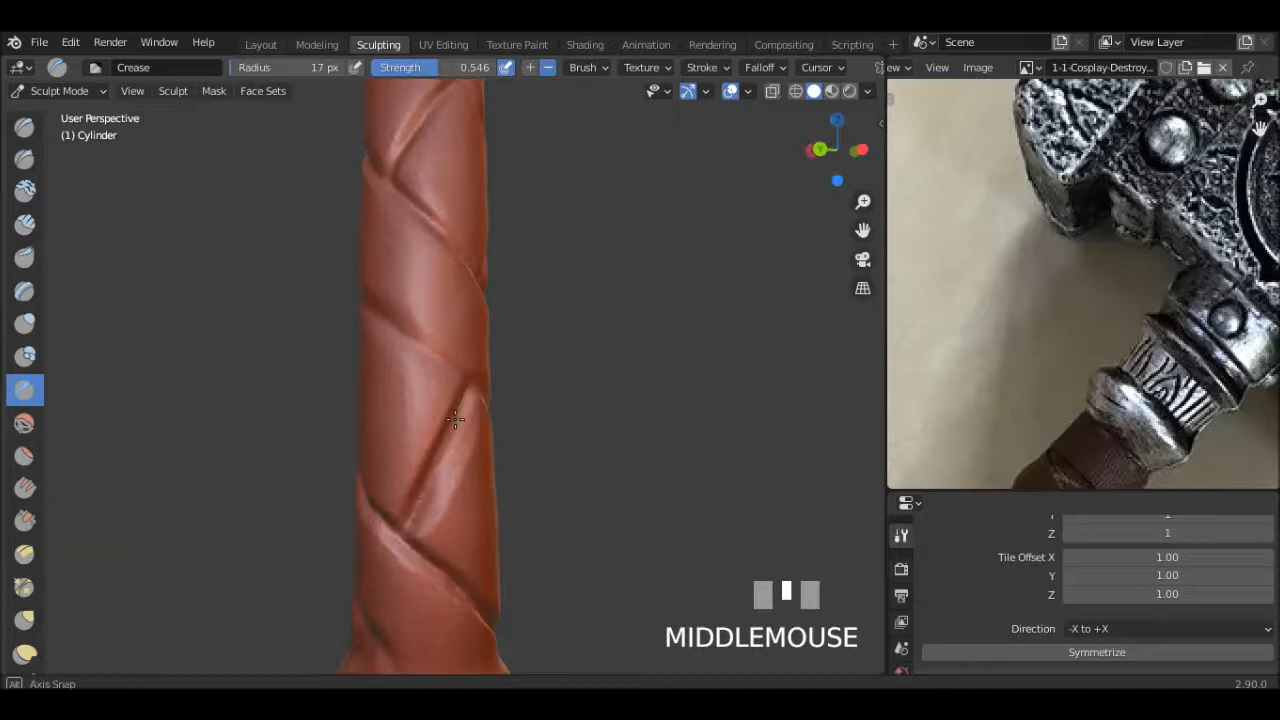 File Edit Render Window Help Layout Modeling Sculpting UV Editing Texture Paint Shading Animation Rendering Compositing Scripting + Scene View Layer
Crease Radius 17 px Strength 0.546 Brush Texture Stroke Falloff Cursor ew View Image 1-1-Cosplay-Destroy...
Sculpt Mode View Sculpt Mask Face Sets
User Perspective
(1) Cylinder
Z 1
Tile Offset X 1.00
Y 1.00
Z 1.00
Direction -X to +X
MIDDLEMOUSE
Symmetrize
Alt Axis Snap 2.90.0